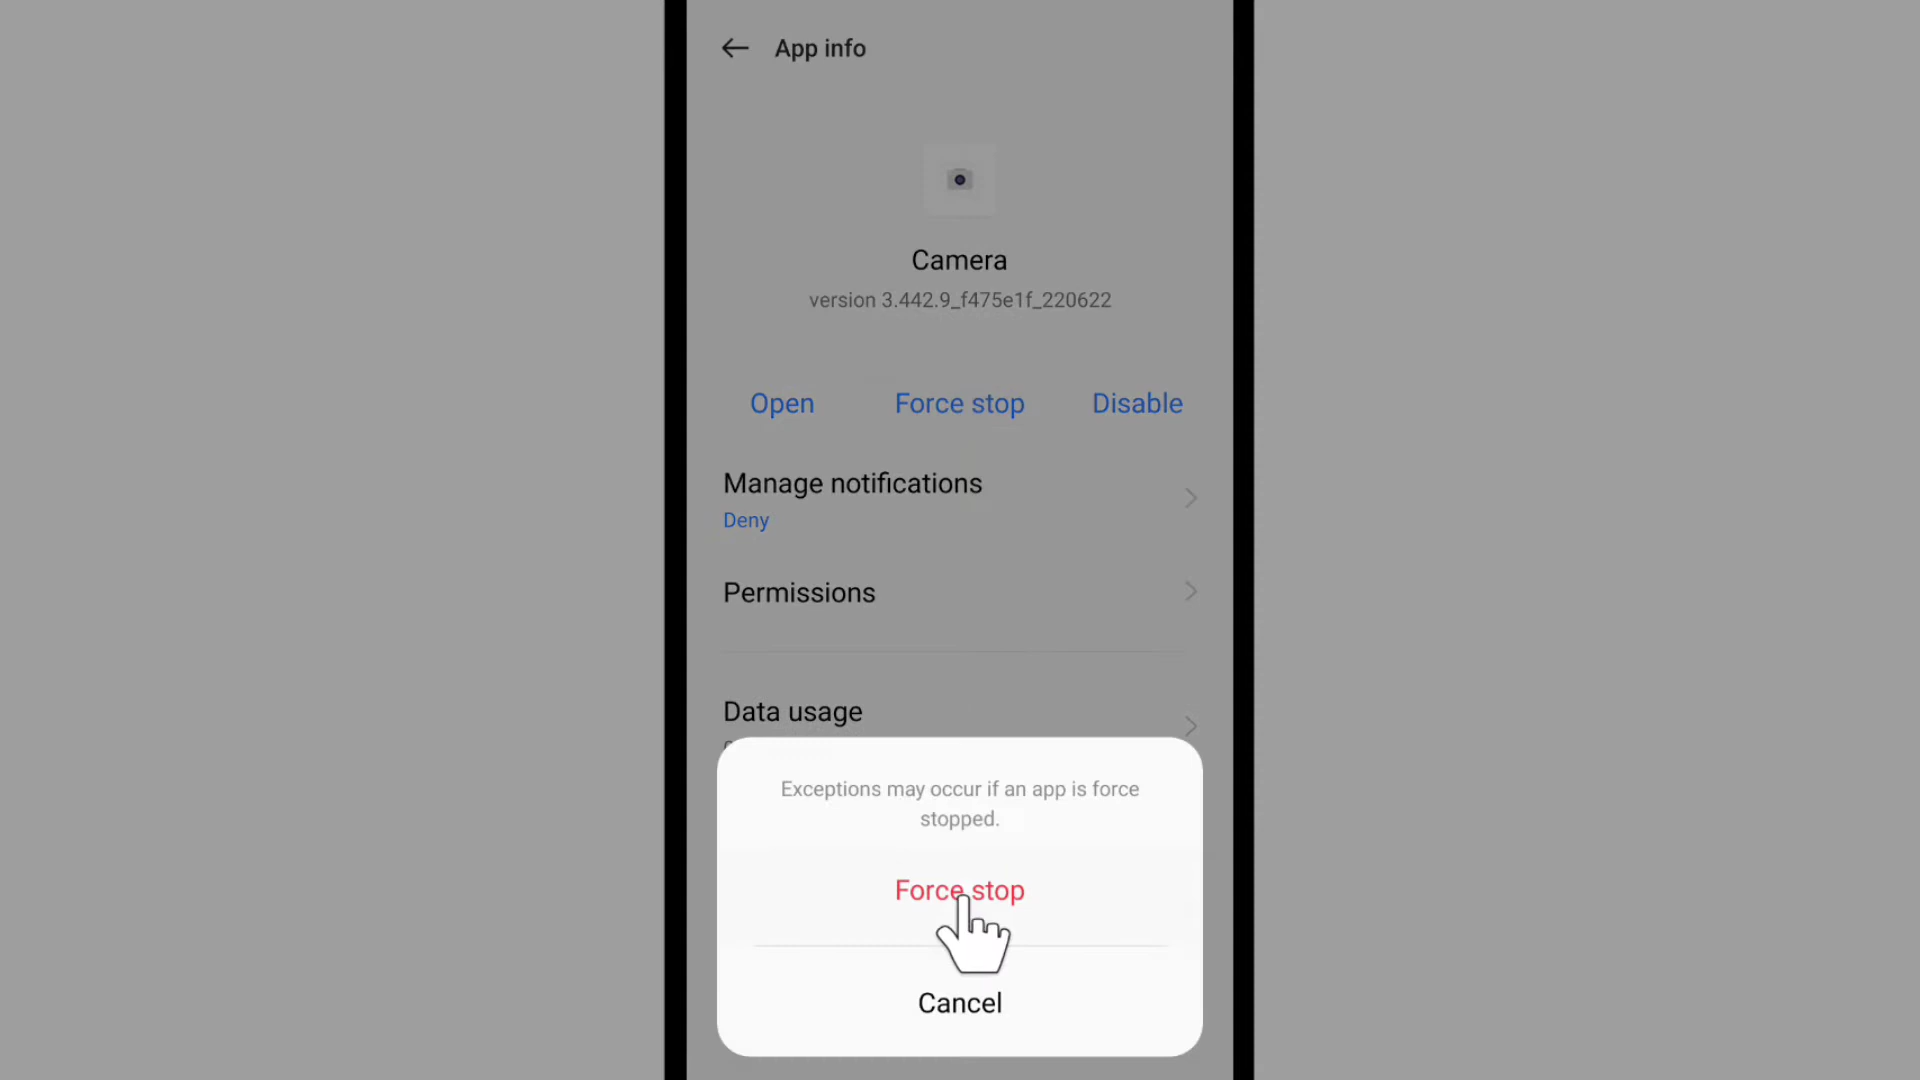 App info
Camera
version 3.442.9_f475e1f_220622
Open Force stop Disable
Manage notifications
Deny
Permissions
Data usage
Exceptions may occur if an app is force
stopped.
Force stop
Cancel